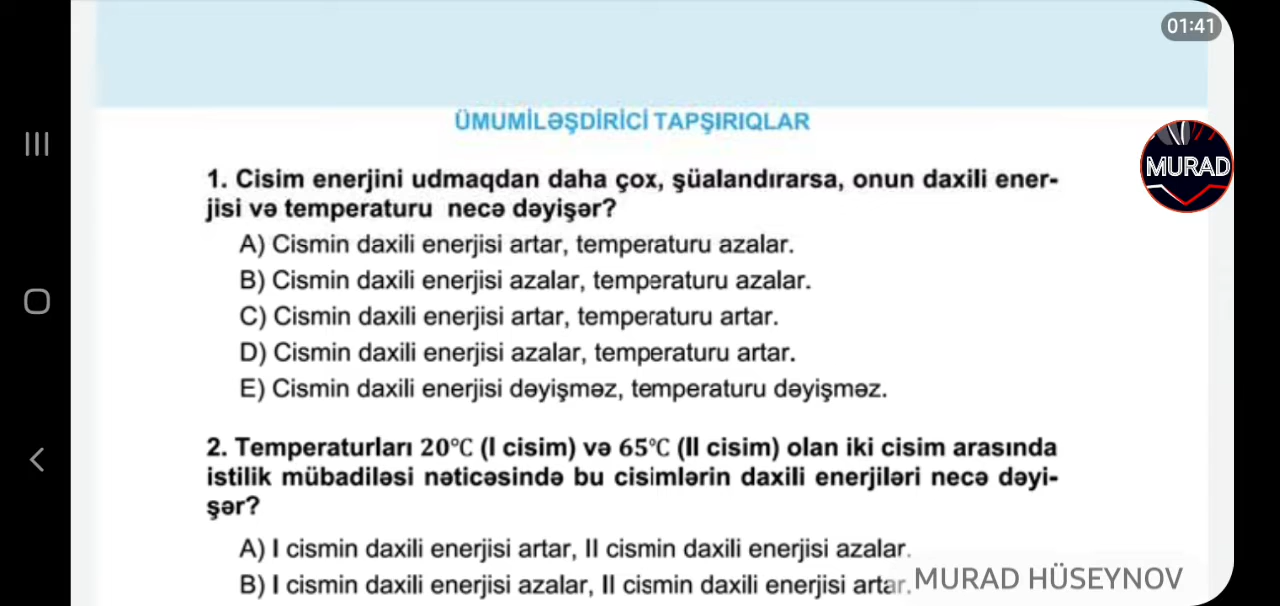 01:41
ÜMUMİLƏŞDİRİCİ TAPŞIRIQLAR
MURAD
1. Cisim enerjini udmaqdan daha çox, şüalandırarsa, onun daxili ener-
jisi və temperaturu necə dəyişər?
A) Cismin daxili enerjisi artar, temperaturu azalar.
B) Cismin daxili enerjisi azalar, temperaturu azalar.
C) Cismin daxili enerjisi artar, temperaturu artar.
D) Cismin daxili enerjisi azalar, temperaturu artar.
E) Cismin daxili enerjisi dəyişməz, temperaturu dəyişməz.
2. Temperaturları 20°C (I cisim) və 65°C (II cisim) olan iki cisim arasında
istilik mübadiləsi nəticəsində bu cisimlərin daxili enerjiləri necə dəyi-
şər?
A) I cismin daxili enerjisi artar, II cismin daxili enerjisi azalar.
B) I cismin daxili enerjisi azalar, II cismin daxili enerjisi artar.
MURAD HÜSEYNOV